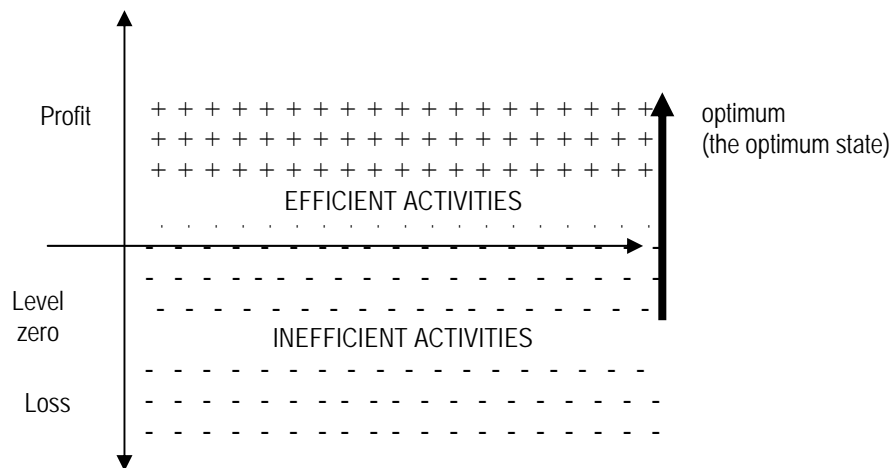 Profit
+ + + + + + + + + + + + + + + + + + +
optimum
+ + + + + + + + + + + + + + + + + + +
(the optimum state)
+ + + + + + + + + + + + + + + + + + +
EFFICIENT ACTIVITIES
. . . . . . . . . . . . . . . . . . .
- - - - - - - - - - - - - - - - - - - -
- - - - - - - - - - - - - - - - - - - -
Level
zero
- - - - - - - - - - - - - - - - - - -
INEFFICIENT ACTIVITIES
- - - - - - - - - - - - - - - - - - -
Loss
- - - - - - - - - - - - - - - - - - - -
- - - - - - - - - - - - - - - - - - - -